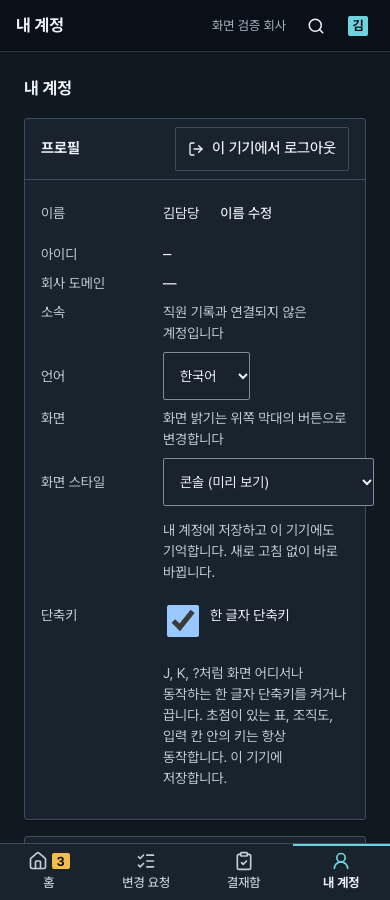 내 계정
화면 검증 회사
김
내 계정
프로필
이 기기에서 로그아웃
이름
김담당
이름 수정
아이디
–
회사 도메인
—
소속
직원 기록과 연결되지 않은
계정입니다
언어
한국어
화면
화면 밝기는 위쪽 막대의 버튼으로
변경합니다
화면 스타일
콘솔 (미리 보기)
내 계정에 저장하고 이 기기에도
기억합니다. 새로 고침 없이 바로
바뀝니다.
단축키
한 글자 단축키
J, K, ?처럼 화면 어디서나
동작하는 한 글자 단축키를 켜거나
끕니다. 초점이 있는 표, 조직도,
입력 칸 안의 키는 항상
동작합니다. 이 기기에
저장합니다.
3
홈
변경 요청
결재함
내 계정